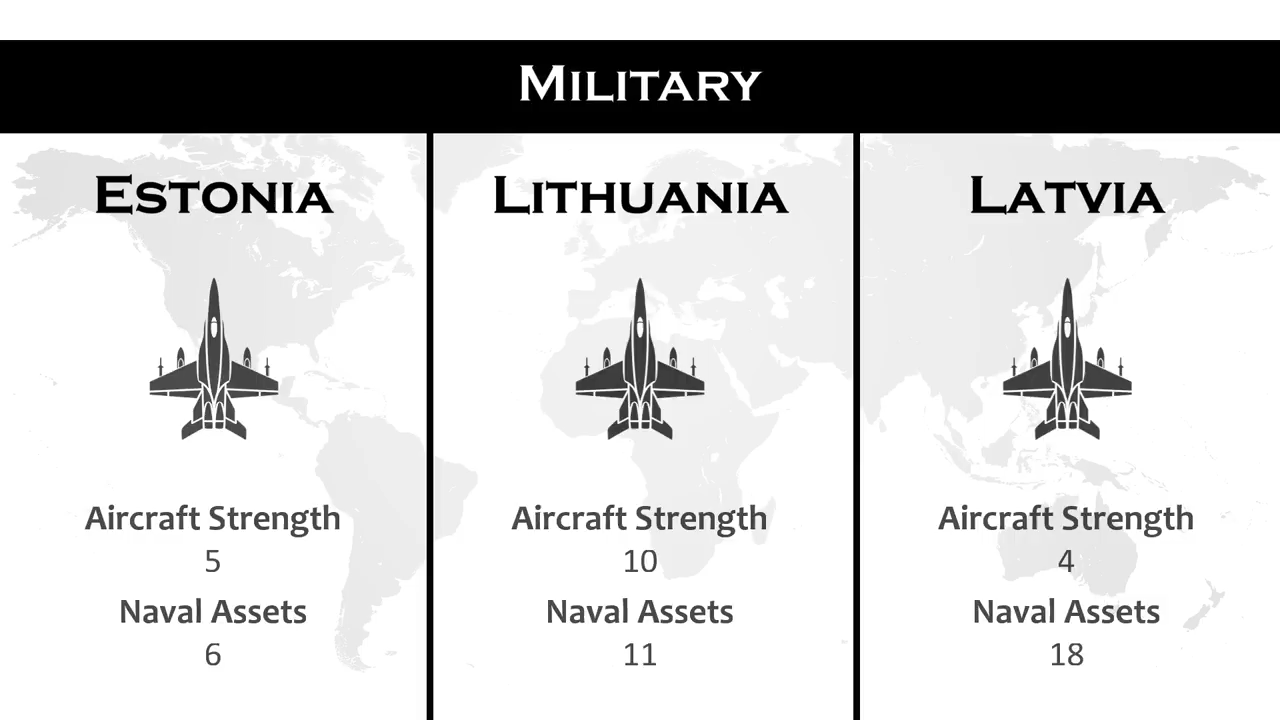 Military
Estonia
Lithuania
Latvia
Aircraft Strength
5
Naval Assets
6
Aircraft Strength
10
Naval Assets
11
Aircraft Strength
4
Naval Assets
18